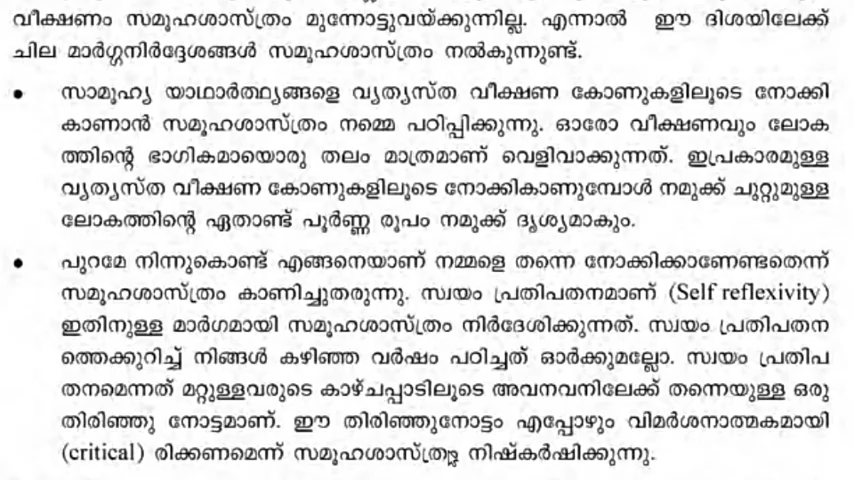 വീക്ഷണം സമൂഹശാസ്ത്രം മുന്നോട്ടുവയ്ക്കുന്നില്ല. എന്നാൽ ഈ ദിശയിലേക്ക്
ചില മാർഗ്ഗനിർദ്ദേശങ്ങൾ സമൂഹശാസ്ത്രം നൽകുന്നുണ്ട്.
• സാമൂഹ്യ യാഥാർത്ഥ്യങ്ങളെ വ്യത്യസ്ത വീക്ഷണ കോണുകളിലൂടെ നോക്കി
കാണാൻ സമൂഹശാസ്ത്രം നമ്മെ പഠിപ്പിക്കുന്നു. ഓരോ വീക്ഷണവും ലോക
ത്തിന്റെ ഭാഗികമായൊരു തലം മാത്രമാണ് വെളിവാക്കുന്നത്. ഇപ്രകാരമുള്ള
വ്യത്യസ്ത വീക്ഷണ കോണുകളിലൂടെ നോക്കികാണുമ്പോൾ നമുക്ക് ചുറ്റുമുള്ള
ലോകത്തിന്റെ ഏതാണ്ട് പൂർണ്ണ രൂപം നമുക്ക് ദൃശ്യമാകും.
• പുറമേ നിന്നുകൊണ്ട് എങ്ങനെയാണ് നമ്മളെ തന്നെ നോക്കിക്കാണേണ്ടതെന്ന്
സമൂഹശാസ്ത്രം കാണിച്ചുതരുന്നു. സ്വയം പ്രതിപതനമാണ് (Self reflexivity)
ഇതിനുള്ള മാർഗമായി സമൂഹശാസ്ത്രം നിർദേശിക്കുന്നത്. സ്വയം പ്രതിപതന
ത്തെക്കുറിച്ച് നിങ്ങൾ കഴിഞ്ഞ വർഷം പഠിച്ചത് ഓർക്കുമല്ലോ. സ്വയം പ്രതിപ
തനമെന്നത് മറ്റുള്ളവരുടെ കാഴ്ചപ്പാടിലൂടെ അവനവനിലേക്ക് തന്നെയുള്ള ഒരു
തിരിഞ്ഞു നോട്ടമാണ്. ഈ തിരിഞ്ഞുനോട്ടം എപ്പോഴും വിമർശനാത്മകമായി
(critical) രിക്കണമെന്ന് നിഷ്കർഷിക്കുന്നു.